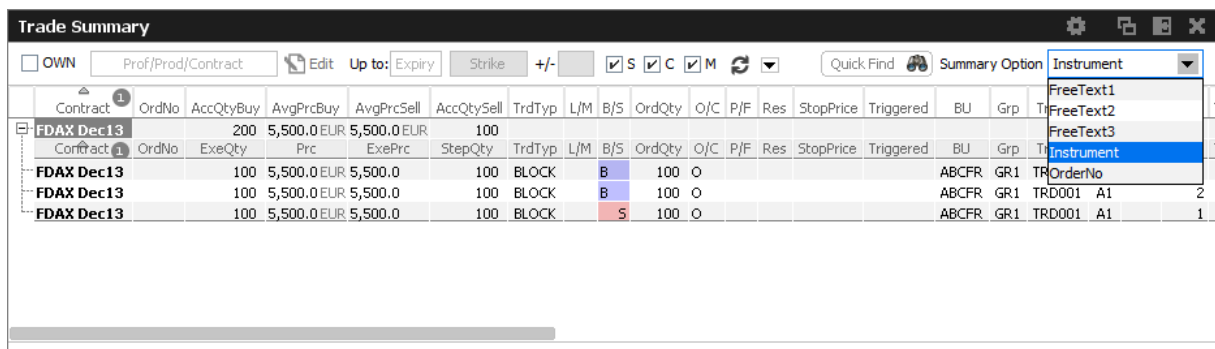 Trade Summary
OWN Prof/Prod/Contract Edit Up to: Expiry Strike +/- S C M Quick Find Summary Option Instrument
Contract 1 OrdNo AccQtyBuy AvgPrcBuy AvgPrcSell AccQtySell TrdTyp L/M B/S OrdQty O/C P/F Res StopPrice Triggered BU Grp
FreeText1
FreeText2
FreeText3
Instrument
OrderNo
FDAX Dec13 200 5,500.0 EUR 5,500.0 EUR 100
Contract 1 OrdNo ExeQty Prc ExePrc StepQty TrdTyp L/M B/S OrdQty O/C P/F Res StopPrice Triggered BU Grp
FDAX Dec13 100 5,500.0 EUR 5,500.0 100 BLOCK B 100 O ABCFR GR1
FDAX Dec13 100 5,500.0 EUR 5,500.0 100 BLOCK B 100 O ABCFR GR1 TRD001 A1 2
FDAX Dec13 100 5,500.0 EUR 5,500.0 100 BLOCK S 100 O ABCFR GR1 TRD001 A1 1